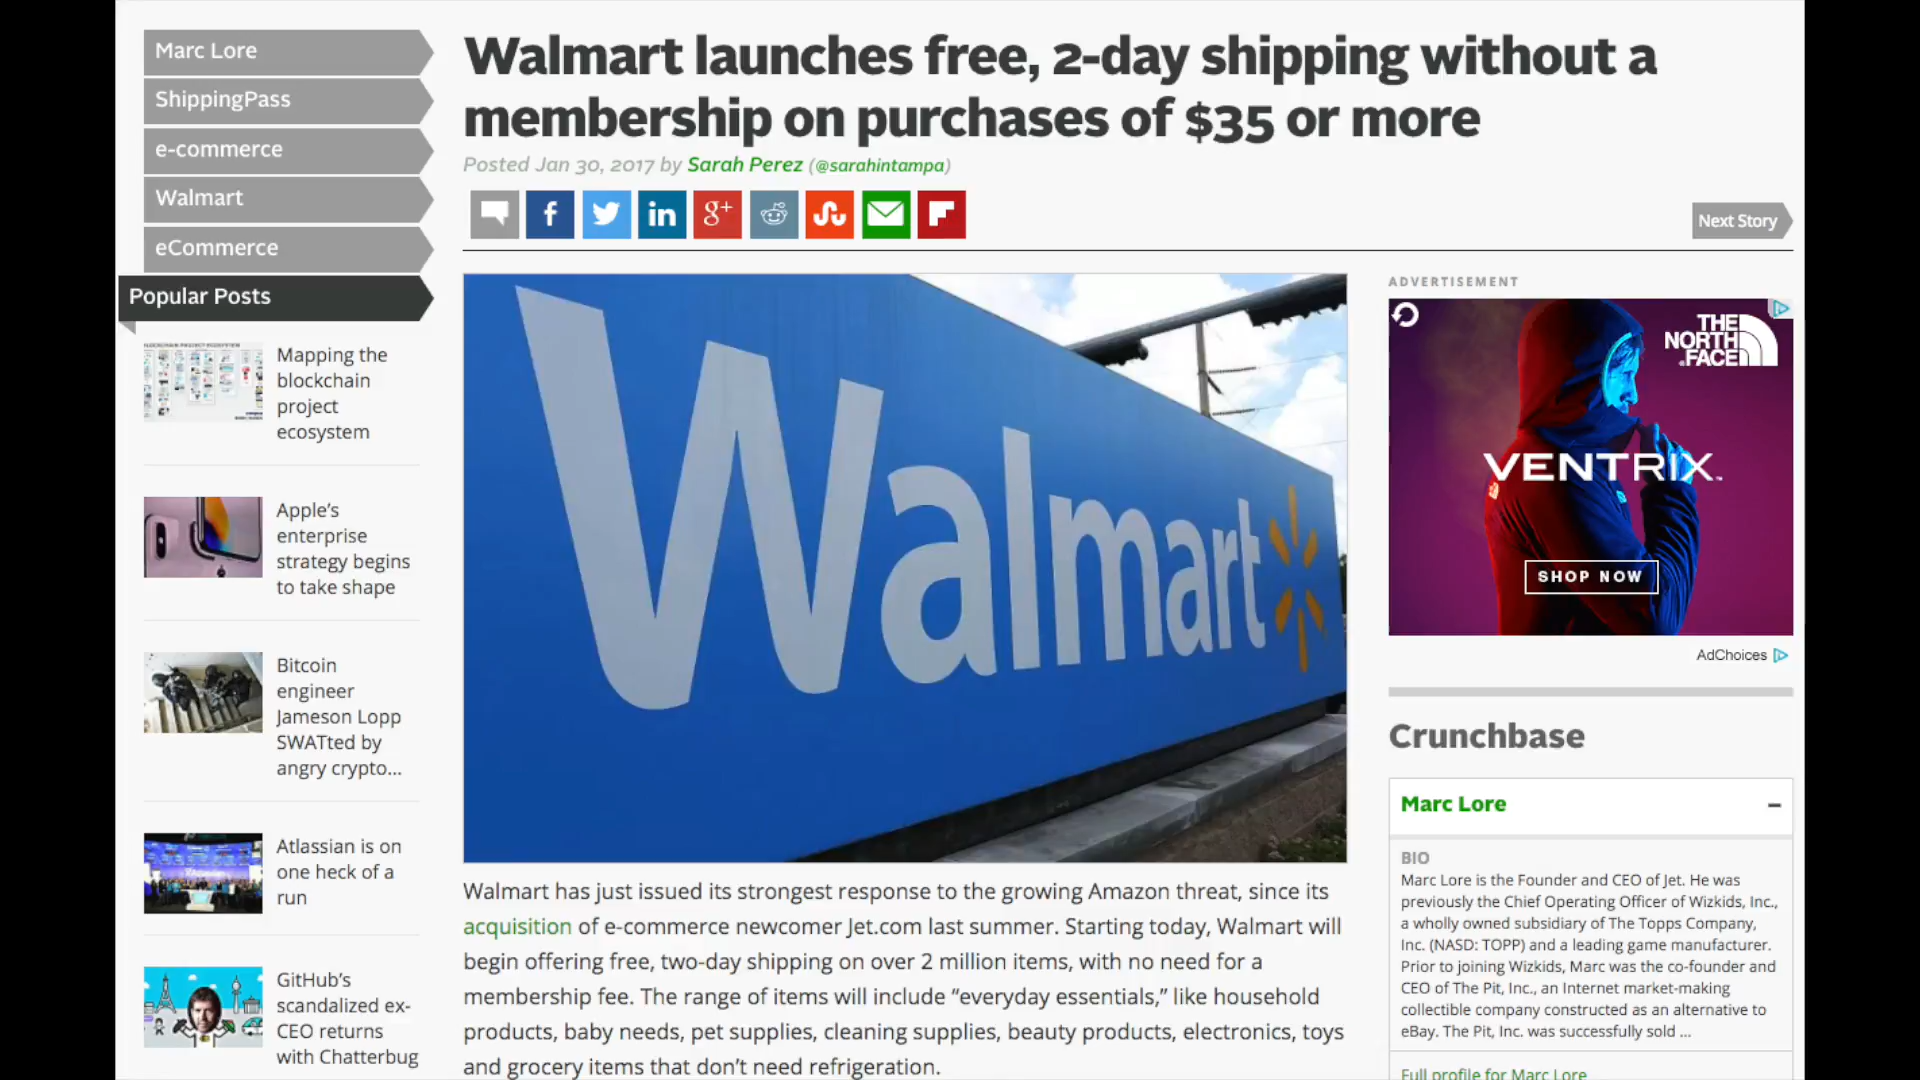 Marc Lore
ShippingPass
e-commerce
Walmart
eCommerce
Popular Posts
Mapping the
blockchain
project
ecosystem
Apple's
enterprise
strategy begins
to take shape
Bitcoin
engineer
Jameson Lopp
SWATted by
angry crypto...
Atlassian is on
one heck of a
run
GitHub's
scandalized ex-
CEO returns
with Chatterbug
Walmart launches free, 2-day shipping without a
membership on purchases of $35 or more
Posted Jan 30, 2017 by Sarah Perez (@sarahintampa)
f
in
g+
Next Story
Walmart
Walmart has just issued its strongest response to the growing Amazon threat, since its
acquisition of e-commerce newcomer Jet.com last summer. Starting today, Walmart will
begin offering free, two-day shipping on over 2 million items, with no need for a
membership fee. The range of items will include “everyday essentials,” like household
products, baby needs, pet supplies, cleaning supplies, beauty products, electronics, toys
and grocery items that don't need refrigeration.
ADVERTISEMENT
THE
NORTH
FACE
VENTRIX™
SHOP NOW
AdChoices
Crunchbase
Marc Lore
BIO
Marc Lore is the Founder and CEO of Jet. He was
previously the Chief Operating Officer of Wizkids, Inc.,
a wholly owned subsidiary of The Topps Company,
Inc. (NASD: TOPP) and a leading game manufacturer.
Prior to joining Wizkids, Marc was the co-founder and
CEO of The Pit, Inc., an Internet market-making
collectible company constructed as an alternative to
eBay. The Pit, Inc. was successfully sold ...
Full profile for Marc Lore